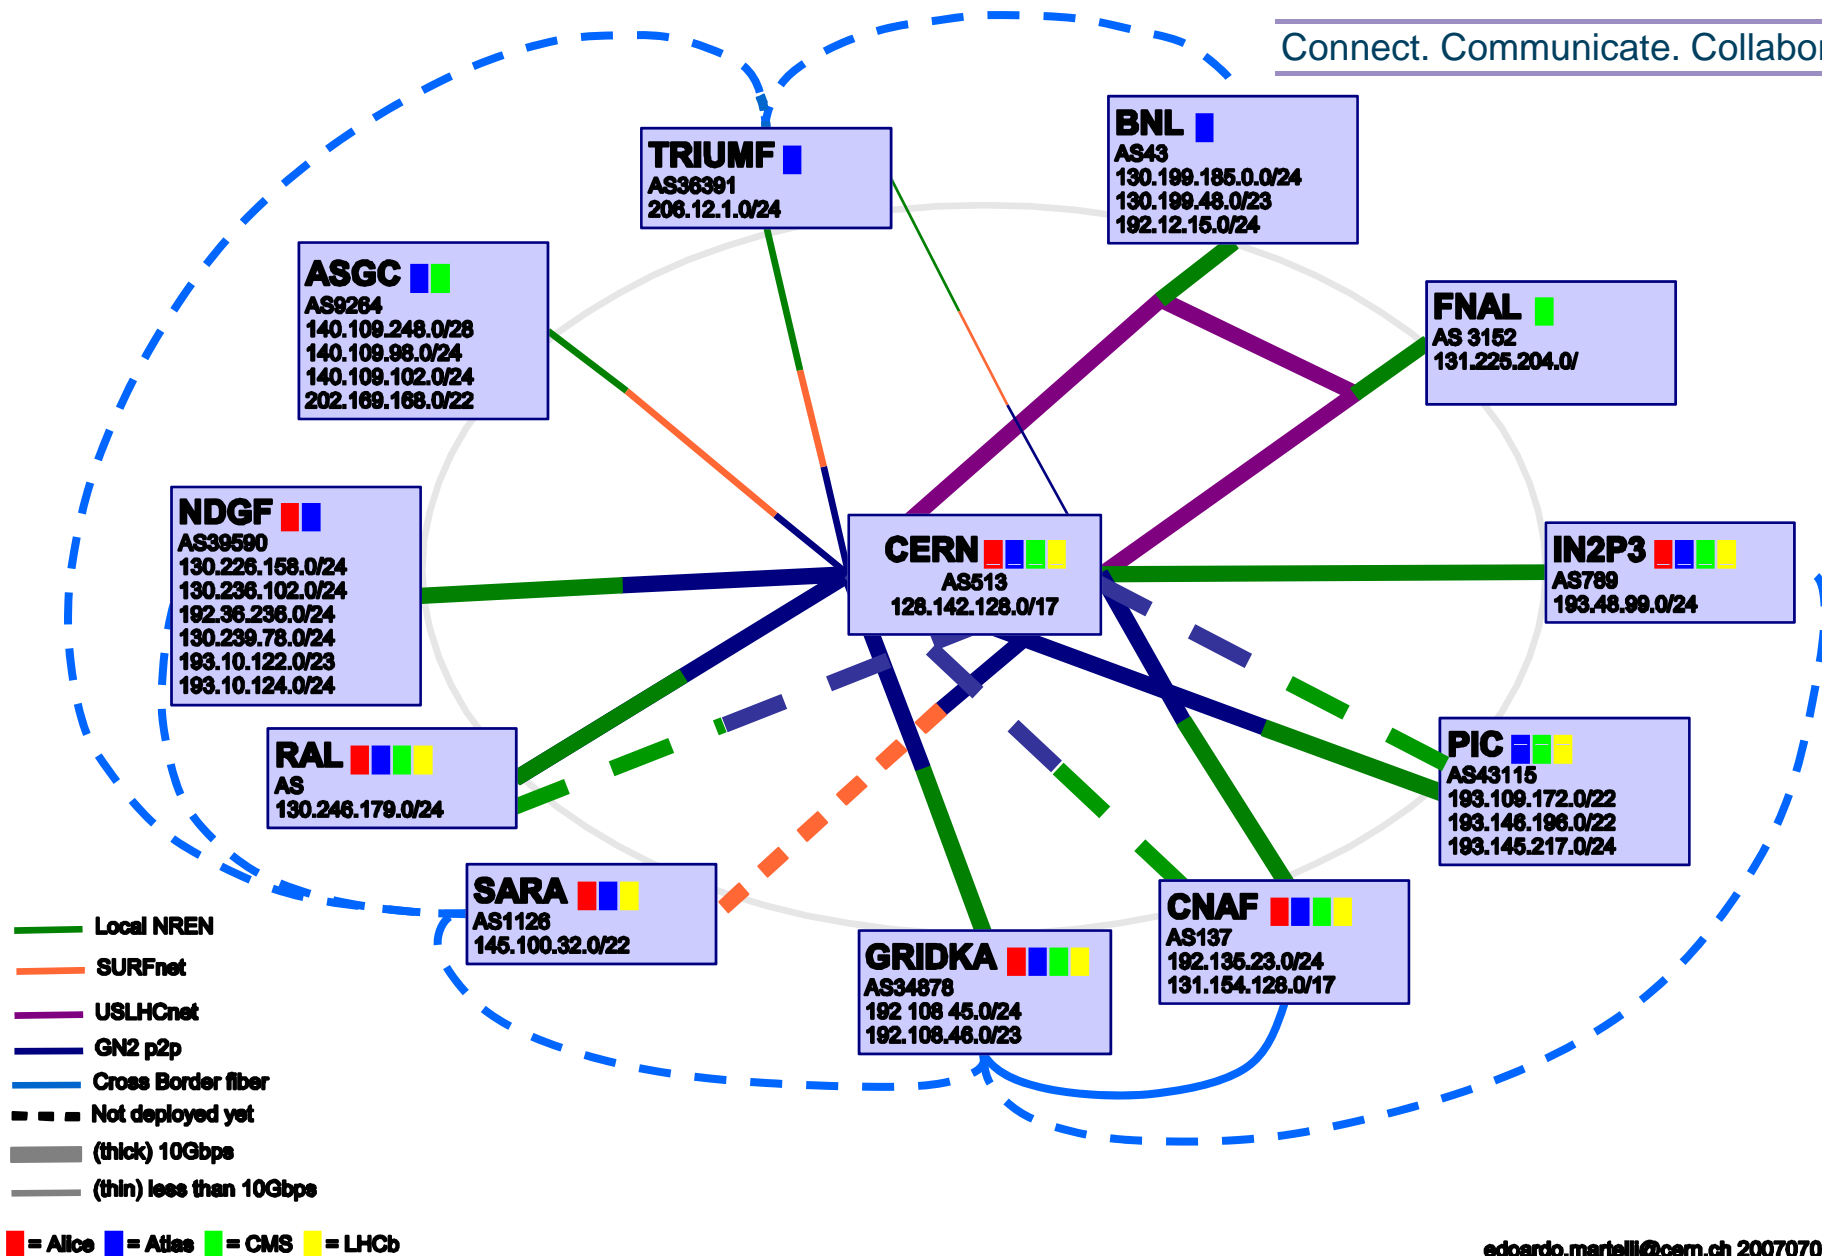 Connect. Communicate. Collabor
BNL
AS43
130.199.185.0.0/24
130.199.48.0/23
192.12.15.0/24
TRIUMF
AS36391
206.12.1.0/24
ASGC
AS9264
140.109.248.0/28
140.109.98.0/24
140.109.102.0/24
202.169.168.0/22
FNAL
AS 3152
131.225.204.0/
NDGF
AS39590
130.226.158.0/24
130.236.102.0/24
192.36.236.0/24
130.239.78.0/24
193.10.122.0/23
193.10.124.0/24
CERN
AS513
128.142.128.0/17
IN2P3
AS789
193.48.99.0/24
RAL
AS
130.246.179.0/24
PIC
AS43115
193.109.172.0/22
193.146.196.0/22
193.145.217.0/24
SARA
AS1126
145.100.32.0/22
CNAF
AS137
192.135.23.0/24
131.154.128.0/17
GRIDKA
AS34878
192 108 45.0/24
192.108.46.0/23
Local NREN
SURFnet
USLHCnet
GN2 p2p
Cross Border fiber
Not deployed yet
(thick) 10Gbps
(thin) less than 10Gbps
= Alice = Atlas = CMS = LHCb
edoardo.martelli@cern.ch 2007070